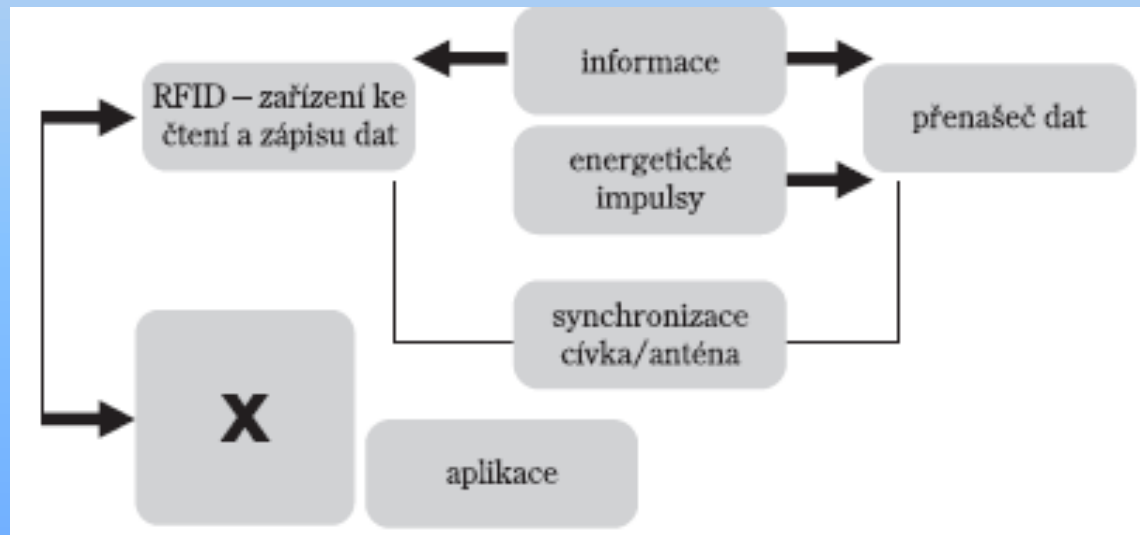 informace
RFID – zařízení ke
čtení a zápisu dat
přenašeč dat
energetické
impulsy
synchronizace
cívka/anténa
X
aplikace